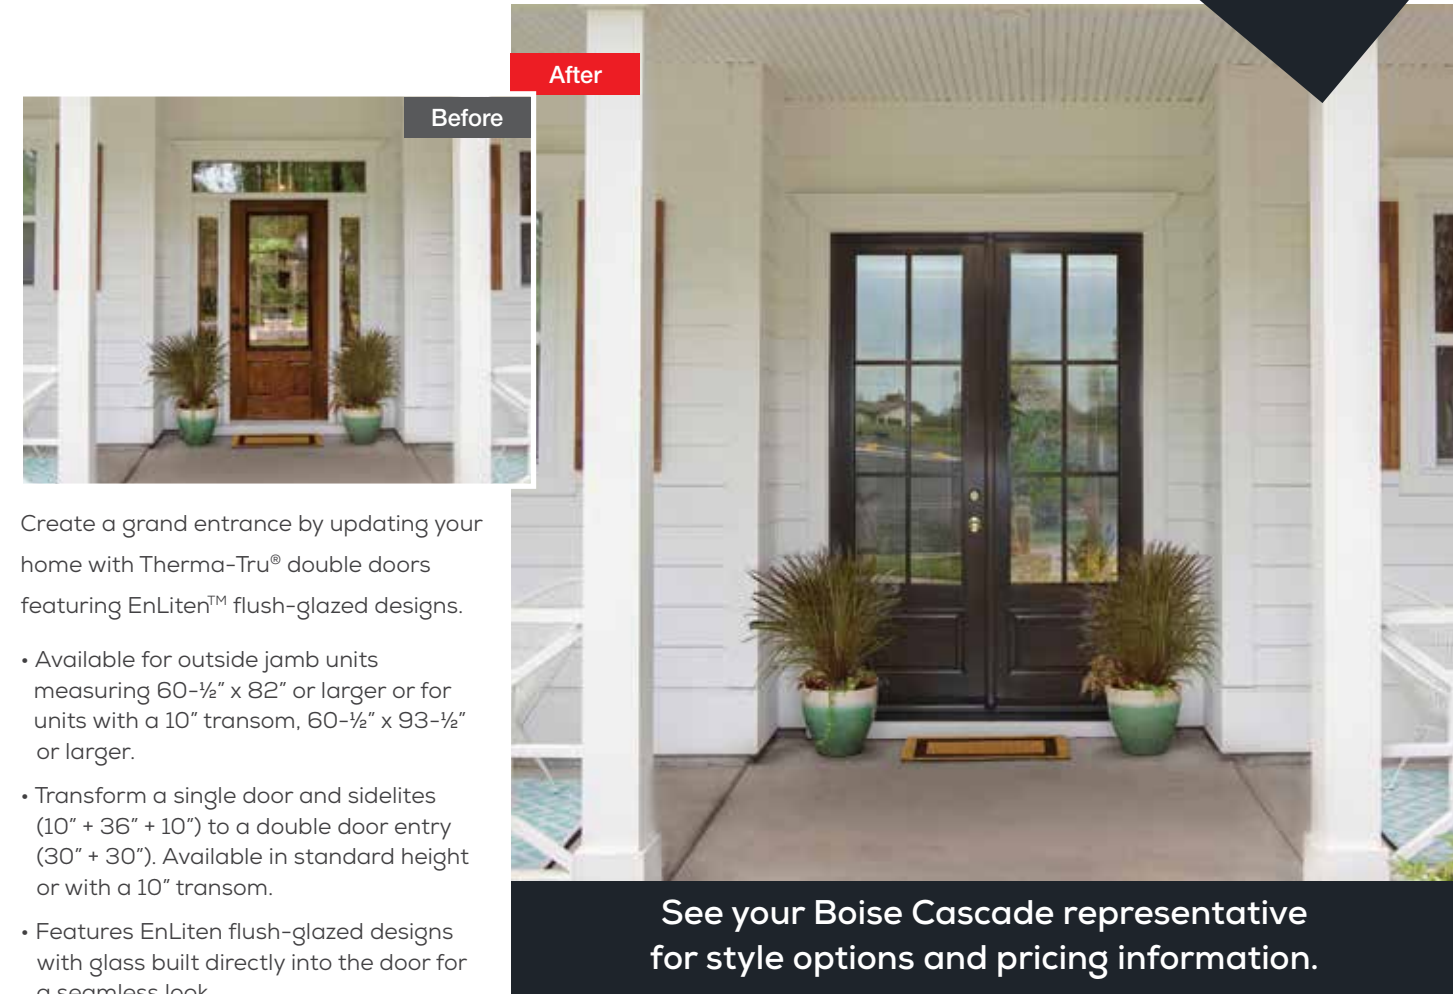 After
Before
Create a grand entrance by updating your
home with Therma-Tru® double doors
featuring EnLiten™ flush-glazed designs.
• Available for outside jamb units
measuring 60-½” x 82” or larger or for
units with a 10” transom, 60-½” x 93-½”
or larger.
• Transform a single door and sidelites
(10” + 36” + 10”) to a double door entry
(30” + 30”). Available in standard height
or with a 10” transom.
• Features EnLiten flush-glazed designs
with glass built directly into the door for
a seamless look
See your Boise Cascade representative
for style options and pricing information.